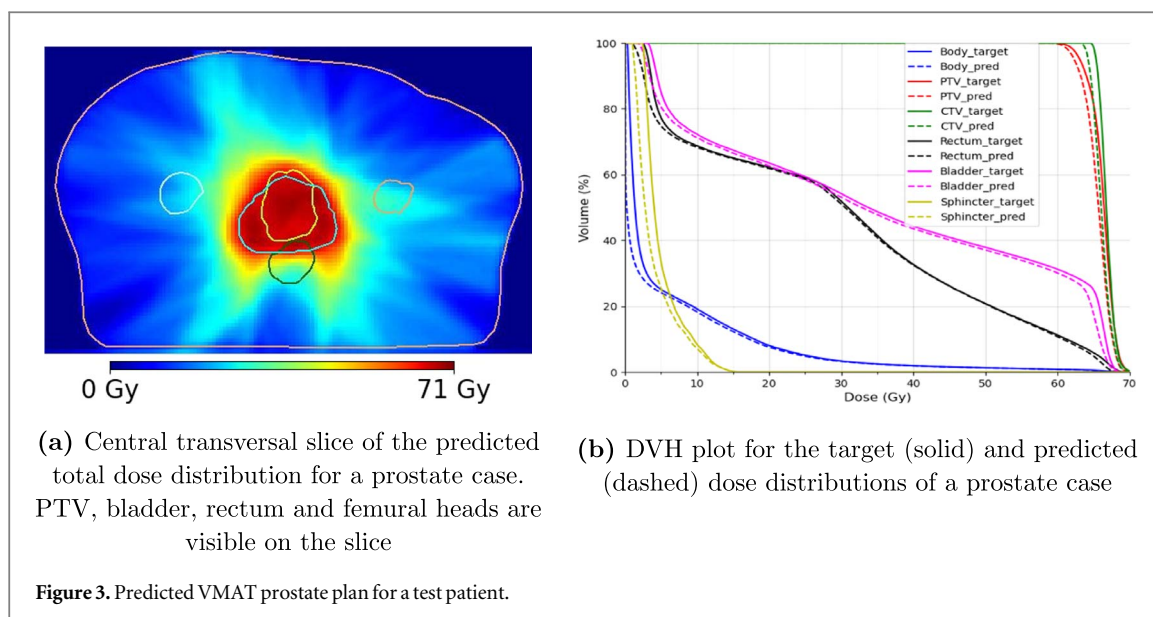 0 Gy
71 Gy
(a) Central transversal slice of the predicted
total dose distribution for a prostate case.
PTV, bladder, rectum and femural heads are
visible on the slice
100
80
60
40
20
0
Volume (%)
0
10
20
30
40
50
60
70
Dose (Gy)
Body_target
Body_pred
PTV_target
PTV_pred
CTV_target
CTV_pred
Rectum_target
Rectum_pred
Bladder_target
Bladder_pred
Sphincter_target
Sphincter_pred
(b) DVH plot for the target (solid) and predicted
(dashed) dose distributions of a prostate case
Figure 3. Predicted VMAT prostate plan for a test patient.